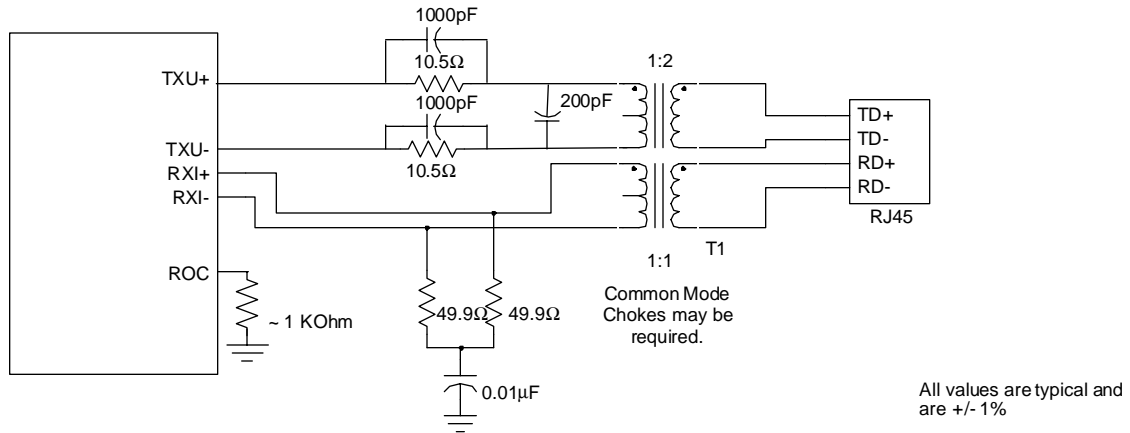 1000pF
10.5Ω
TXU+
1:2
1000pF
200pF
TD+
TXU-
TD-
10.5Ω
RXI+
RD+
RXI-
RD-
RJ45
T1
1:1
ROC
Common Mode
Chokes may be
required.
~ 1 KOhm
49.9Ω
49.9Ω
0.01µF
All values are typical and
are +/- 1%